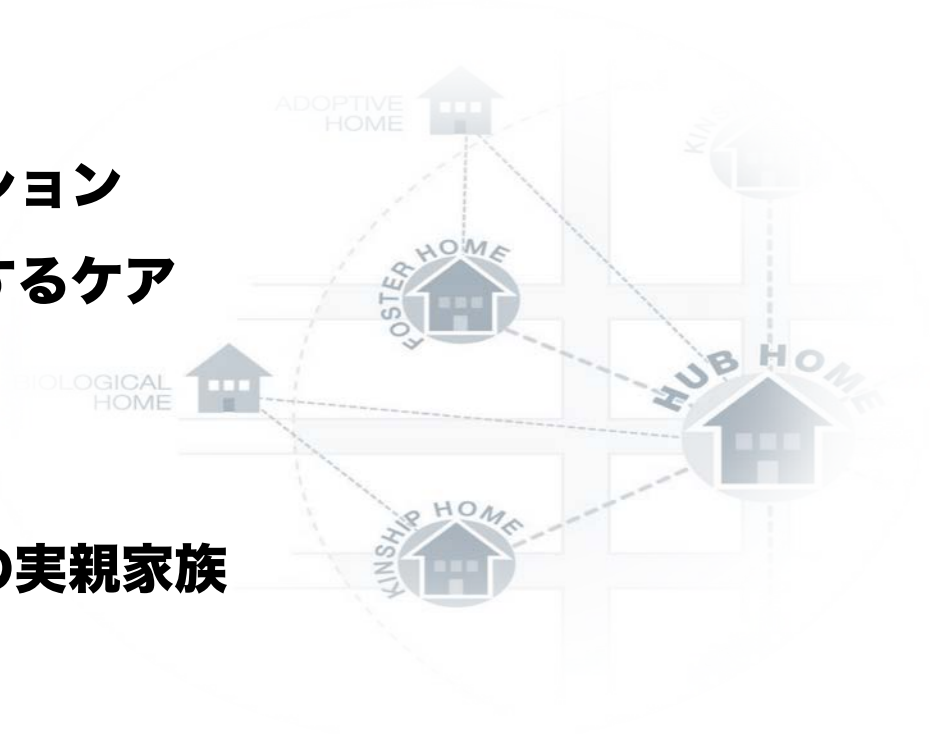 ション
するケア
の実親家族
ADOPTIVE
HOME
FOSTER HOME
BIOLOGICAL
HOME
HUB HOME
KINSHIP HOME